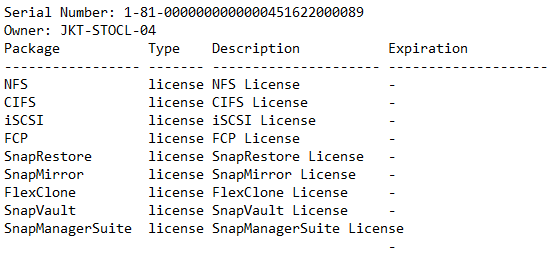 Serial Number: 1-81-0000000000000451622000089
Owner: JKT-STOCL-04
Package           Type    Description           Expiration
----------------- ------- --------------------- --------------------
NFS               license NFS License           -
CIFS              license CIFS License          -
iSCSI             license iSCSI License         -
FCP               license FCP License           -
SnapRestore       license SnapRestore License   -
SnapMirror        license SnapMirror License    -
FlexClone         license FlexClone License     -
SnapVault         license SnapVault License     -
SnapManagerSuite  license SnapManagerSuite License
                                                -